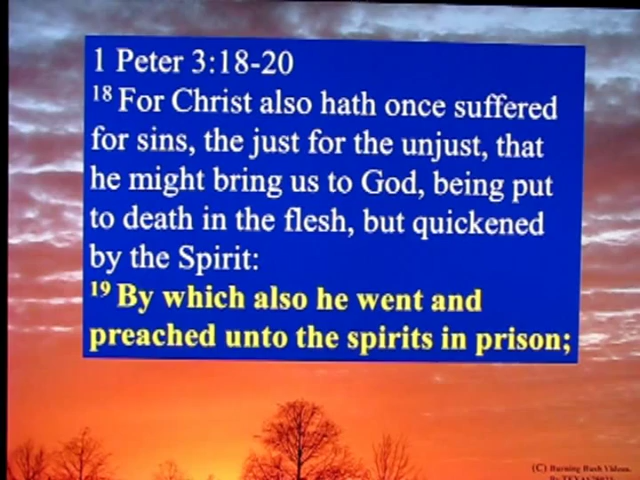 1 Peter 3:18-20
18 For Christ also hath once suffered
for sins, the just for the unjust, that
he might bring us to God, being put
to death in the flesh, but quickened
by the Spirit:
19 By which also he went and
preached unto the spirits in prison;
(C) Burning Bush Videos.